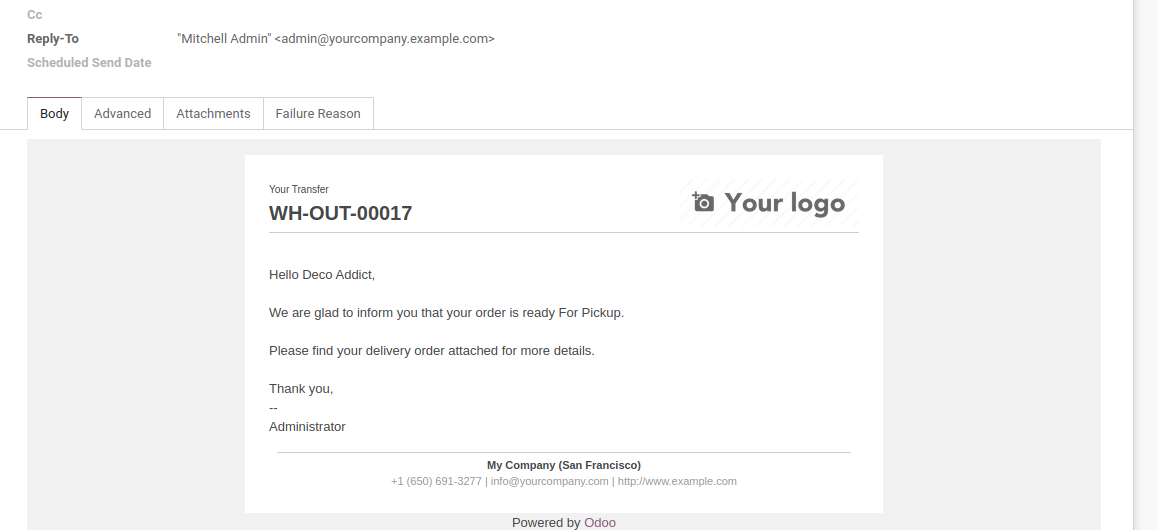 Cc
Reply-To "Mitchell Admin" <admin@yourcompany.example.com>
Scheduled Send Date
Body Advanced Attachments Failure Reason
Your Transfer
WH-OUT-00017
Your logo
Hello Deco Addict,
We are glad to inform you that your order is ready For Pickup.
Please find your delivery order attached for more details.
Thank you,
--
Administrator
My Company (San Francisco)
+1 (650) 691-3277 | info@yourcompany.com | http://www.example.com
Powered by Odoo